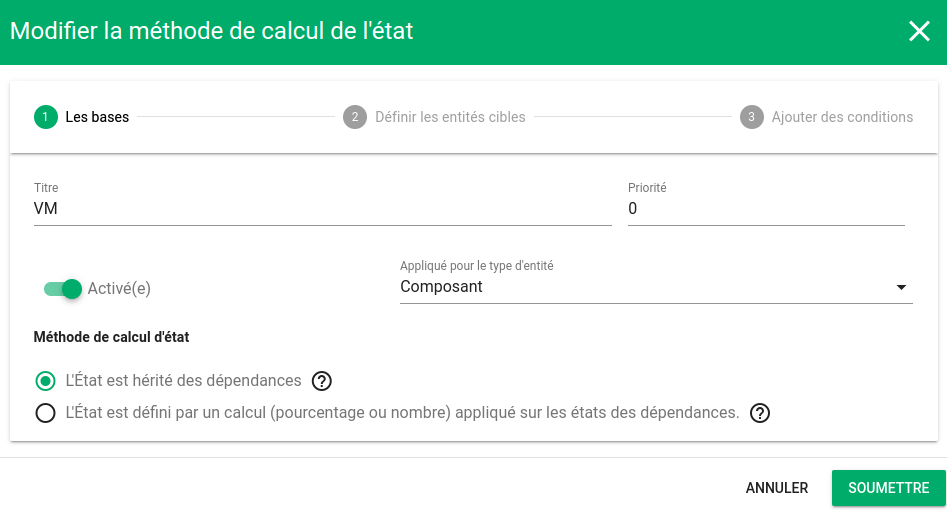 Modifier la méthode de calcul de l'état
1 Les bases 2 Définir les entités cibles 3 Ajouter des conditions
Titre Priorité
VM 0
Appliqué pour le type d'entité
Activé(e) Composant
Méthode de calcul d'état
L'État est hérité des dépendances ?
L'État est défini par un calcul (pourcentage ou nombre) appliqué sur les états des dépendances. ?
ANNULER SOUMETTRE